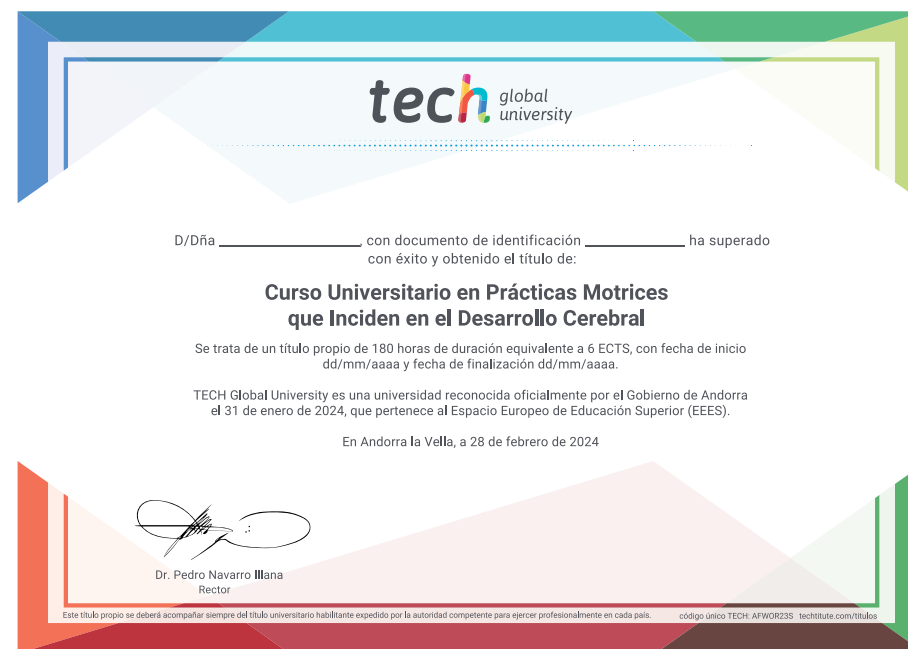 tech global university
D/Dña ______________, con documento de identificación __________ ha superado
con éxito y obtenido el título de:
Curso Universitario en Prácticas Motrices
que Inciden en el Desarrollo Cerebral
Se trata de un título propio de 180 horas de duración equivalente a 6 ECTS, con fecha de inicio
dd/mm/aaaa y fecha de finalización dd/mm/aaaa.
TECH Global University es una universidad reconocida oficialmente por el Gobierno de Andorra
el 31 de enero de 2024, que pertenece al Espacio Europeo de Educación Superior (EEES).
En Andorra la Vella, a 28 de febrero de 2024
Dr. Pedro Navarro Illana
Rector
Este título propio se deberá acompañar siempre del título universitario habilitante expedido por la autoridad competente para ejercer profesionalmente en cada país. código único TECH: AFWOR23S techtitute.com/titulos